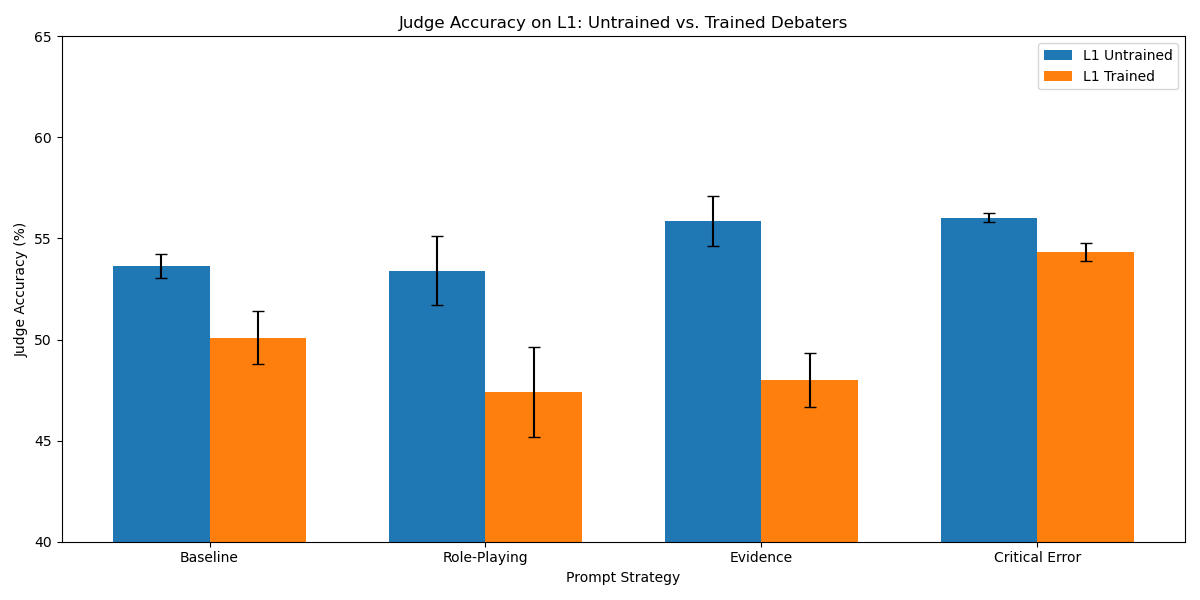 Judge Accuracy on L1: Untrained vs. Trained Debaters
L1 Untrained
L1 Trained
Judge Accuracy (%)
65
60
55
50
45
40
Baseline
Role-Playing
Evidence
Critical Error
Prompt Strategy